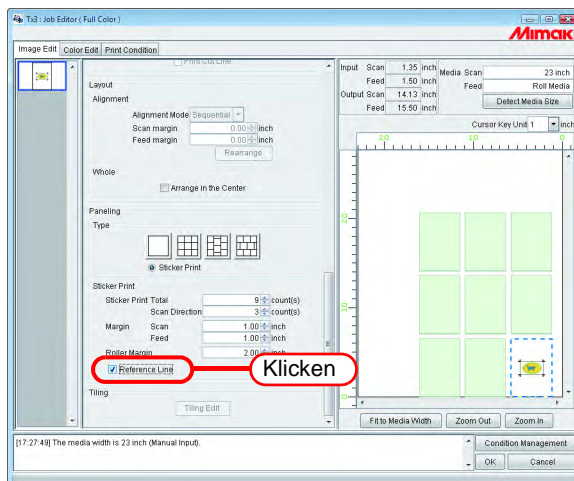 Tx3 : Job Editor ( Full Color )
Mimaki
Image Edit Color Edit Print Condition
Print Cut Line
Layout
Alignment
Alignment Mode Sequential
Scan margin 0.00 inch
Feed margin 0.00 inch
Rearrange
Whole
Arrange in the Center
Paneling
Type
Sticker Print
Sticker Print
Sticker Print Total 9 count(s)
Scan Direction 3 count(s)
Margin Scan 1.00 inch
Feed 1.00 inch
Roller Margin 2.00 inch
Reference Line
Klicken
Tiling
Tiling Edit
Input Scan 1.35 inch
Feed 1.50 inch
Output Scan 14.13 inch
Feed 15.50 inch
Media Scan 23 inch
Feed Roll Media
Detect Media Size
Cursor Key Unit 1 inch
20 10 0
20
10
0
Fit to Media Width Zoom Out Zoom In
[17:27:49] The media width is 23 inch (Manual Input).
Condition Management
OK Cancel